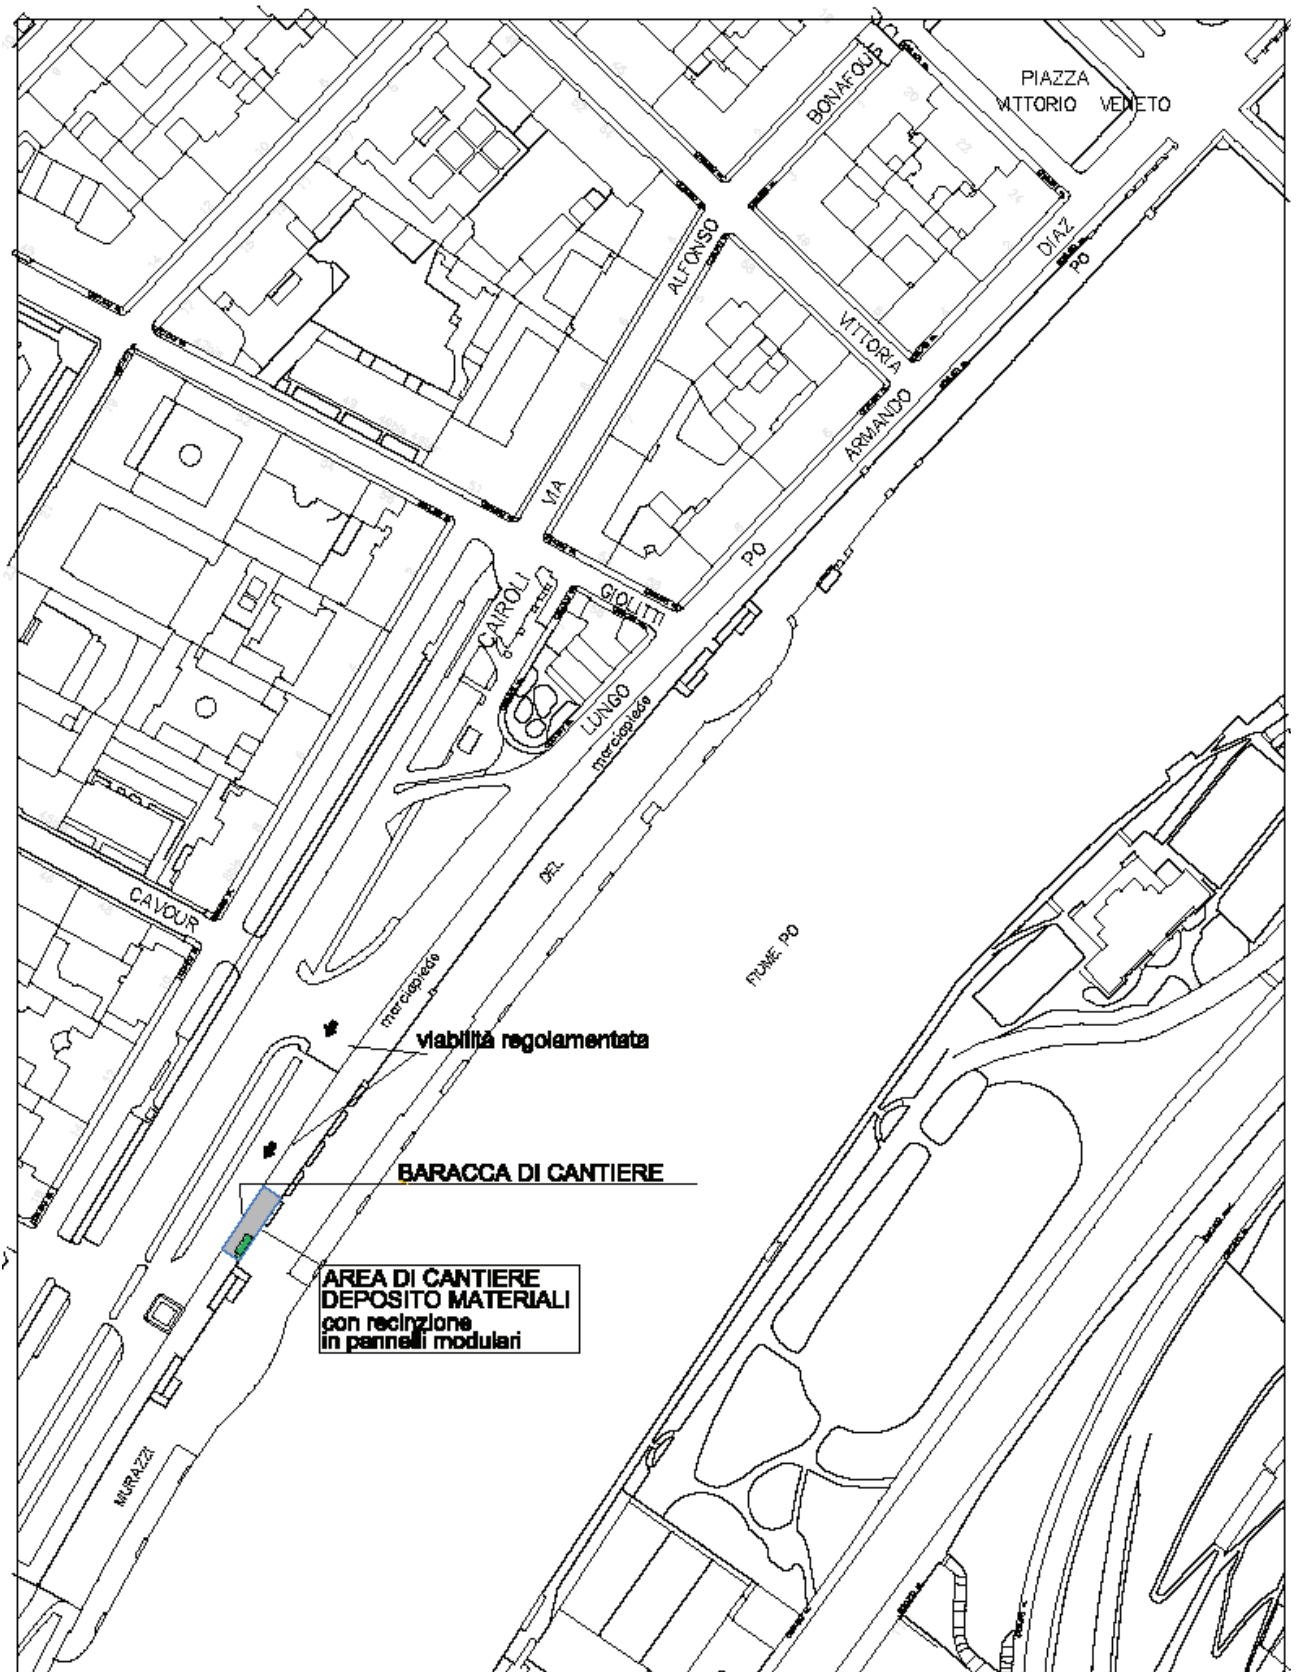 PIAZZA
VITTORIO VENETO
BONAFOUS
DIAZ
PO
ALFONSO
VITTORIA
ARMANDO
VIA
PO
CAIROLI
GIOLITTI
LUNGO
marciapiede
DEL
CAVOUR
FIUME PO
marciapiede
viabilità regolamentata
BARACCA DI CANTIERE
AREA DI CANTIERE
DEPOSITO MATERIALI
con recinzione
in pannelli modulari
MURAZZI